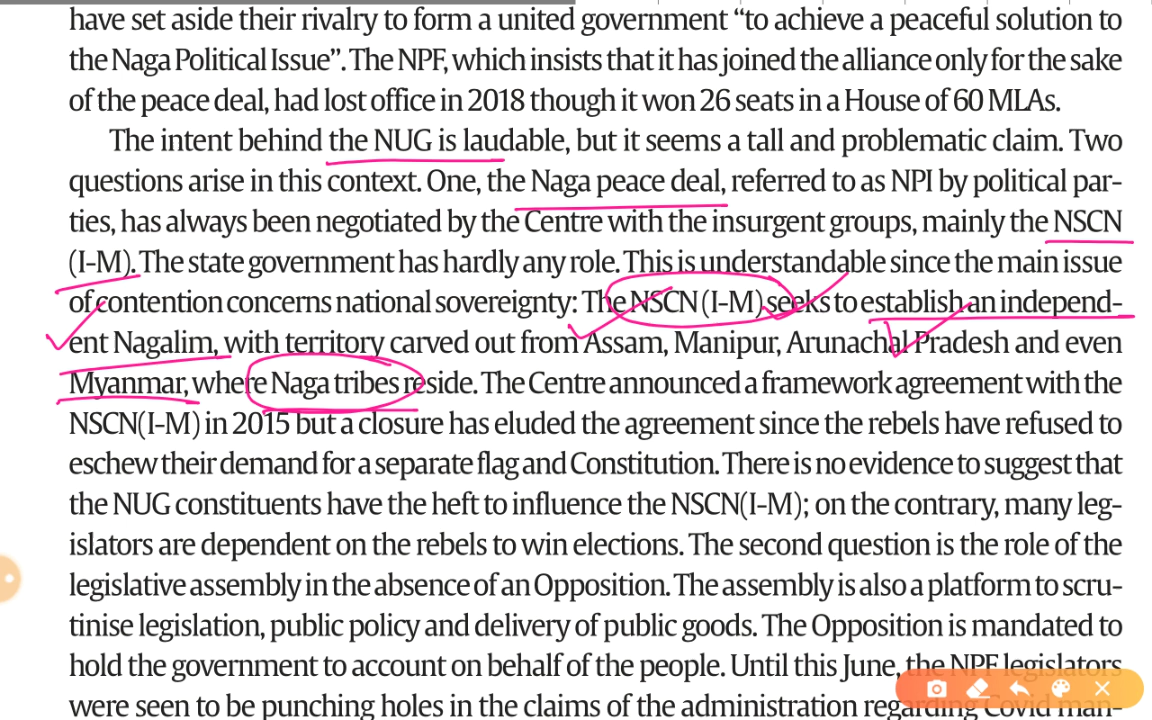 have set aside their rivalry to form a united government “to achieve a peaceful solution to
the Naga Political Issue”. The NPF, which insists that it has joined the alliance only for the sake
of the peace deal, had lost office in 2018 though it won 26 seats in a House of 60 MLAs.
The intent behind the NUG is laudable, but it seems a tall and problematic claim. Two
questions arise in this context. One, the Naga peace deal, referred to as NPI by political par-
ties, has always been negotiated by the Centre with the insurgent groups, mainly the NSCN
(I-M). The state government has hardly any role. This is understandable since the main issue
of contention concerns national sovereignty: The NSCN (I-M) seeks to establish an independ-
ent Nagalim, with territory carved out from Assam, Manipur, Arunachal Pradesh and even
Myanmar, where Naga tribes reside. The Centre announced a framework agreement with the
NSCN(I-M) in 2015 but a closure has eluded the agreement since the rebels have refused to
eschew their demand for a separate flag and Constitution. There is no evidence to suggest that
the NUG constituents have the heft to influence the NSCN(I-M); on the contrary, many leg-
islators are dependent on the rebels to win elections. The second question is the role of the
legislative assembly in the absence of an Opposition. The assembly is also a platform to scru-
tinise legislation, public policy and delivery of public goods. The Opposition is mandated to
hold the government to account on behalf of the people. Until this June, the NPF legislators
were seen to be punching holes in the claims of the administration regarding Covid man-